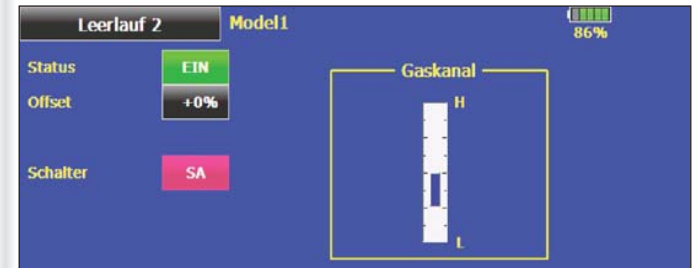 Leerlauf 2 Model1
86%
Status EIN
Gaskanal
Offset +0%
H
Schalter SA
L